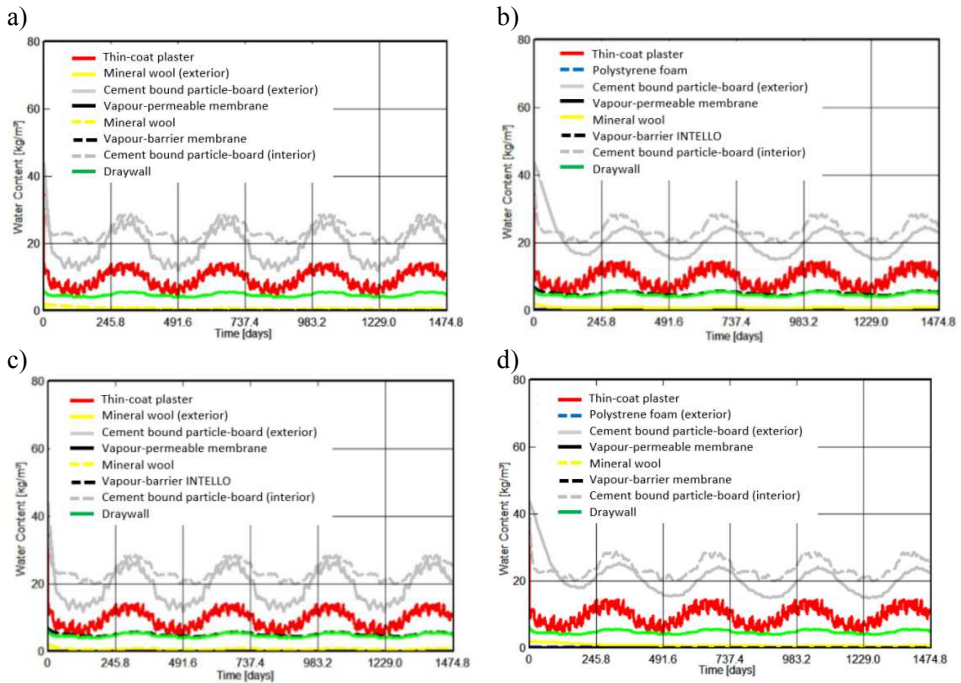 a)
80
60
40
20
0
Water Content [kg/m³]
Thin-coat plaster
Mineral wool (exterior)
Cement bound particle-board (exterior)
Vapour-permeable membrane
Mineral wool
Vapour-barrier membrane
Cement bound particle-board (interior)
Draywall
0 245.8 491.6 737.4 983.2 1229.0 1474.8
Time [days]
b)
80
60
40
20
0
Water Content [kg/m³]
Thin-coat plaster
Polystyrene foam
Cement bound particle-board (exterior)
Vapour-permeable membrane
Mineral wool
Vapour-barrier INTELLO
Cement bound particle-board (interior)
Draywall
0 245.8 491.6 737.4 983.2 1229.0 1474.8
Time [days]
c)
80
60
40
20
0
Water Content [kg/m³]
Thin-coat plaster
Mineral wool (exterior)
Cement bound particle-board (exterior)
Vapour-permeable membrane
Mineral wool
Vapour-barrier INTELLO
Cement bound particle-board (interior)
Draywall
0 245.8 491.6 737.4 983.2 1229.0 1474.8
Time [days]
d)
80
60
40
20
0
Water Content [kg/m³]
Thin-coat plaster
Polystrene foam (exterior)
Cement bound particle-board (exterior)
Vapour-permeable membrane
Mineral wool
Vapour-barrier membrane
Cement bound particle-board (interior)
Draywall
0 245.8 491.6 737.4 983.2 1229.0 1474.8
Time [days]